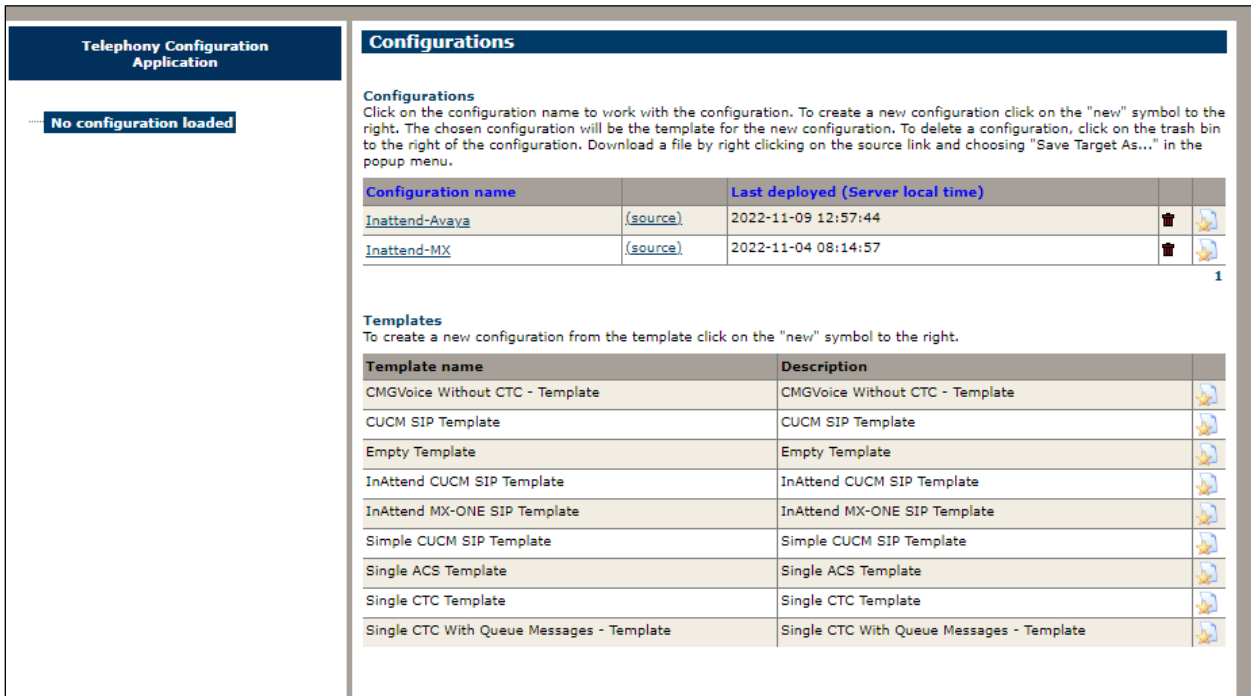 Telephony Configuration
Application
No configuration loaded
Configurations
Configurations
Click on the configuration name to work with the configuration. To create a new configuration click on the "new" symbol to the
right. The chosen configuration will be the template for the new configuration. To delete a configuration, click on the trash bin
to the right of the configuration. Download a file by right clicking on the source link and choosing "Save Target As..." in the
popup menu.
Configuration name Last deployed (Server local time)
Inattend-Avaya (source) 2022-11-09 12:57:44
Inattend-MX (source) 2022-11-04 08:14:57
1
Templates
To create a new configuration from the template click on the "new" symbol to the right.
Template name Description
CMGVoice Without CTC - Template CMGVoice Without CTC - Template
CUCM SIP Template CUCM SIP Template
Empty Template Empty Template
InAttend CUCM SIP Template InAttend CUCM SIP Template
InAttend MX-ONE SIP Template InAttend MX-ONE SIP Template
Simple CUCM SIP Template Simple CUCM SIP Template
Single ACS Template Single ACS Template
Single CTC Template Single CTC Template
Single CTC With Queue Messages - Template Single CTC With Queue Messages - Template